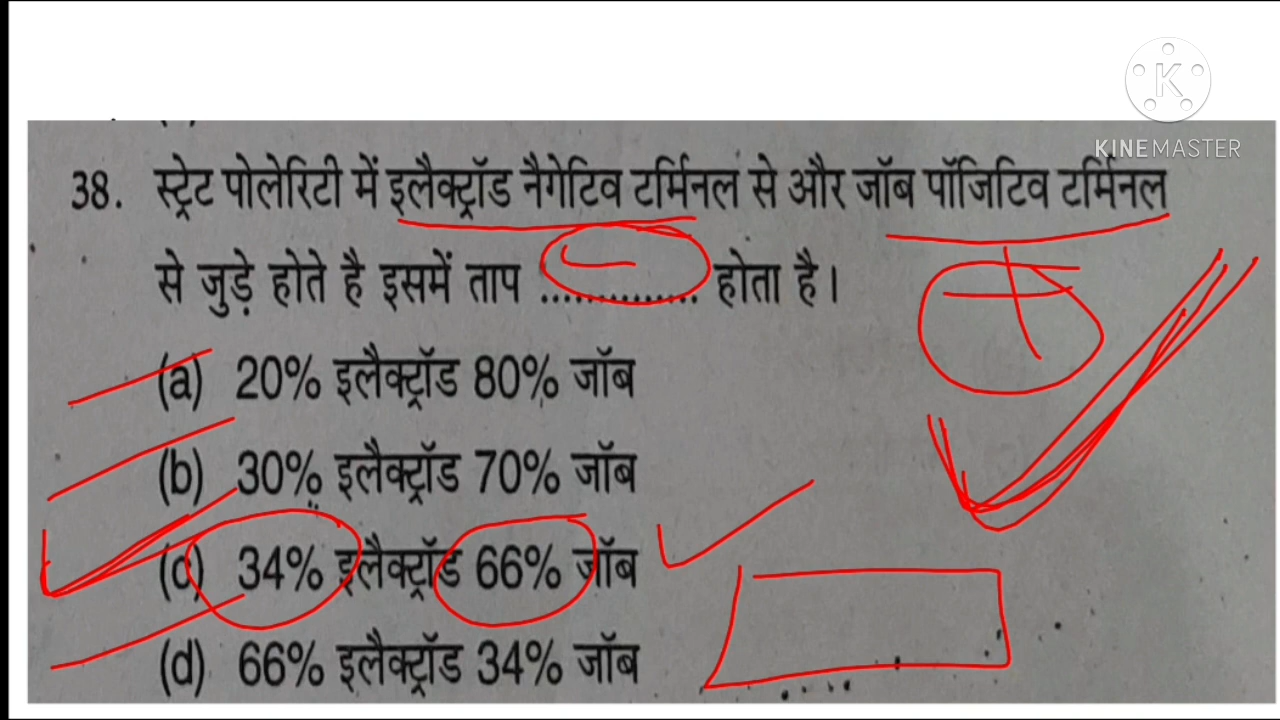 K
KINEMASTER
38. स्ट्रेट पोलेरिटी में इलैक्ट्रॉड नैगेटिव टर्मिनल से और जॉब पॉजिटिव टर्मिनल
से जुड़े होते है इसमें ताप .............. होता है।
(a) 20% इलैक्ट्रॉड 80% जॉब
(b) 30% इलैक्ट्रॉड 70% जॉब
(c) 34% इलैक्ट्रॉड 66% जॉब
(d) 66% इलैक्ट्रॉड 34% जॉब